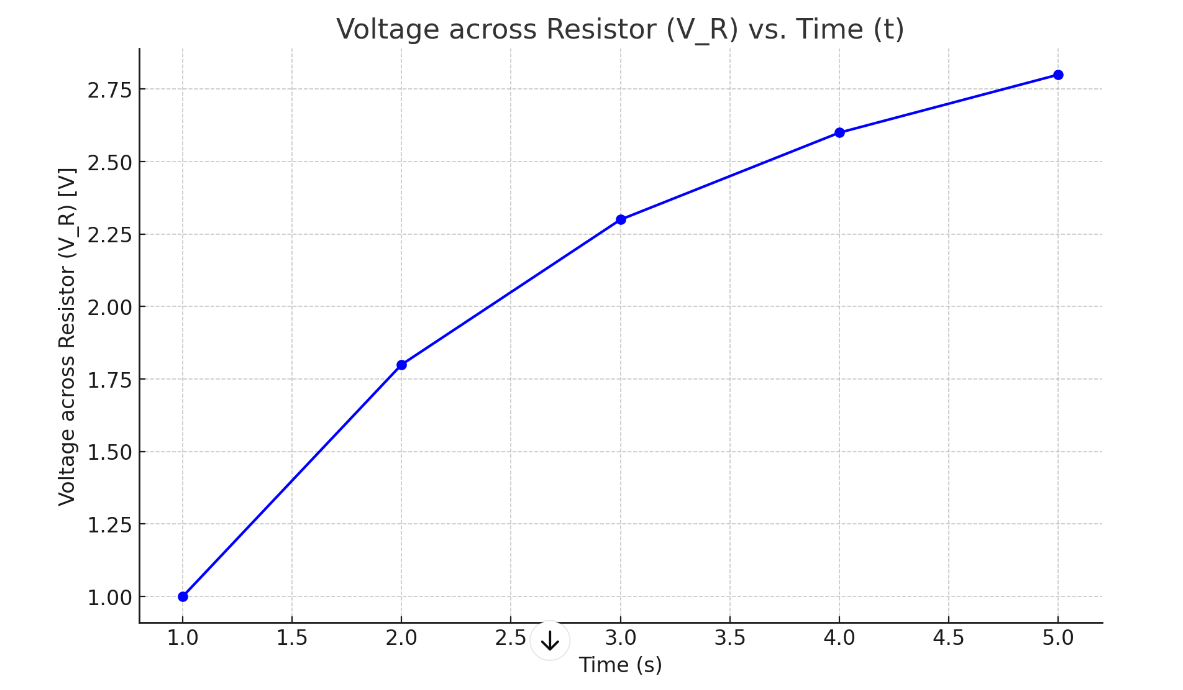 Voltage across Resistor (V_R) vs. Time (t)
Voltage across Resistor (V_R) [V]
2.75
2.50
2.25
2.00
1.75
1.50
1.25
1.00
1.0 1.5 2.0 2.5 3.0 3.5 4.0 4.5 5.0
Time (s)